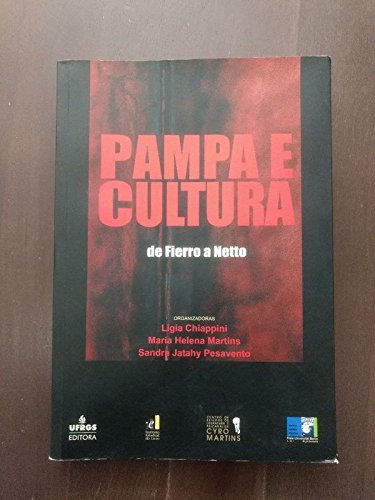 PAMPA E
CULTURA
de Fierro a Netto
ORGANIZADORAS
Ligia Chiappini
Maria Helena Martins
Sandra Jatahy Pesavento
UFRGS
EDITORA
CYRO
MARTINS